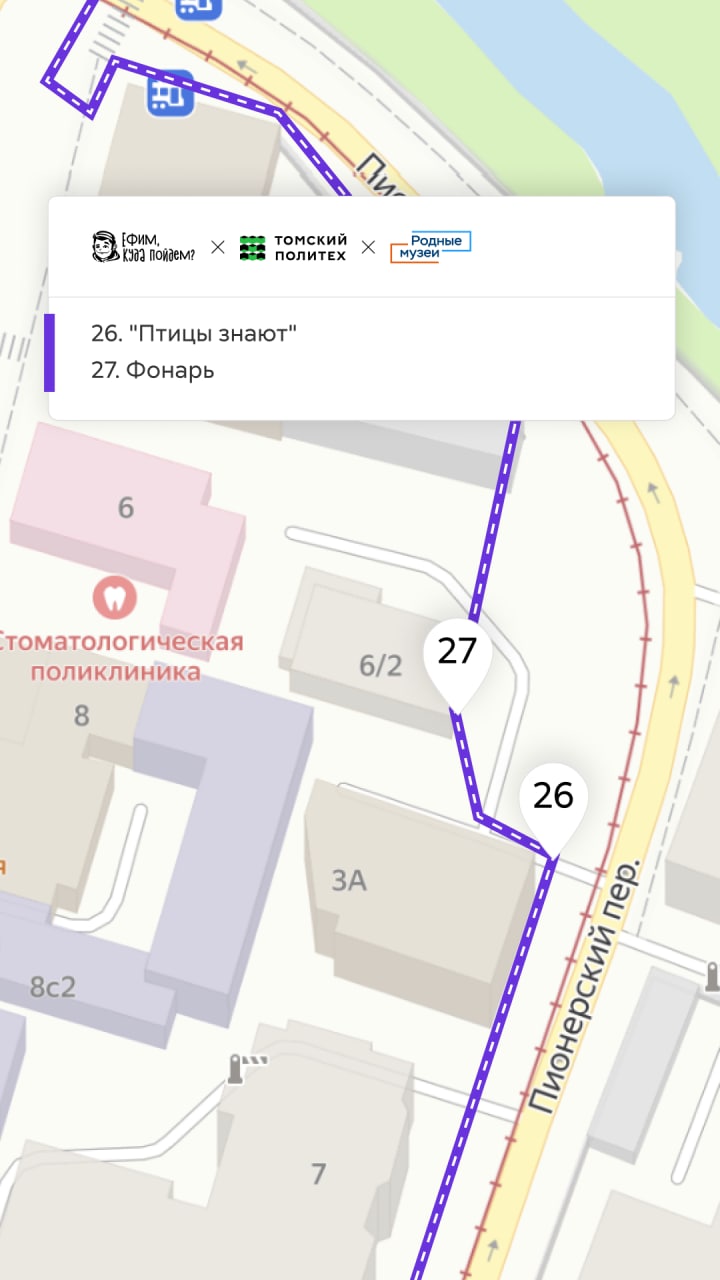 Пио
Ефим,
куда пойдем?
×
ТОМСКИЙ
ПОЛИТЕХ
×
Родные
музеи
26. "Птицы знают"
27. Фонарь
6
Стоматологическая
поликлиника
6/2
27
8
26
3А
Пионерский пер.
8с2
7